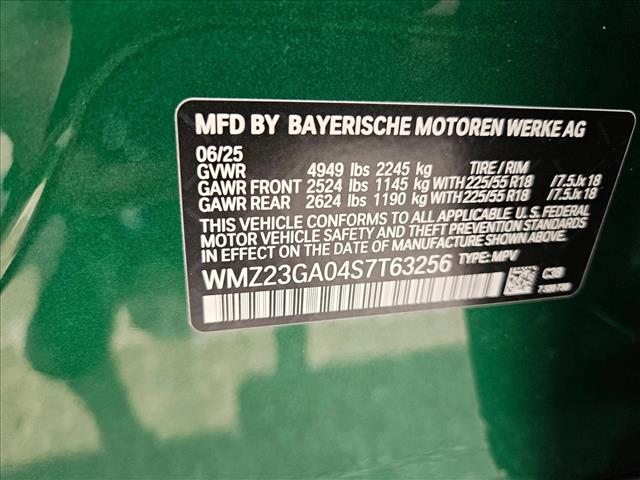 MFD BY BAYERISCHE MOTOREN WERKE AG
06/25
GVWR 4949 lbs 2245 kg TIRE / RIM
GAWR FRONT 2524 lbs 1145 kg WITH 225/55 R18 /7.5Jx18
GAWR REAR 2624 lbs 1190 kg WITH 225/55 R18 /7.5Jx18
THIS VEHICLE CONFORMS TO ALL APPLICABLE U. S. FEDERAL
MOTOR VEHICLE SAFETY AND THEFT PREVENTION STANDARDS
IN EFFECT ON THE DATE OF MANUFACTURE SHOWN ABOVE.
WMZ23GA04S7T63256 TYPE: MPV
C3B